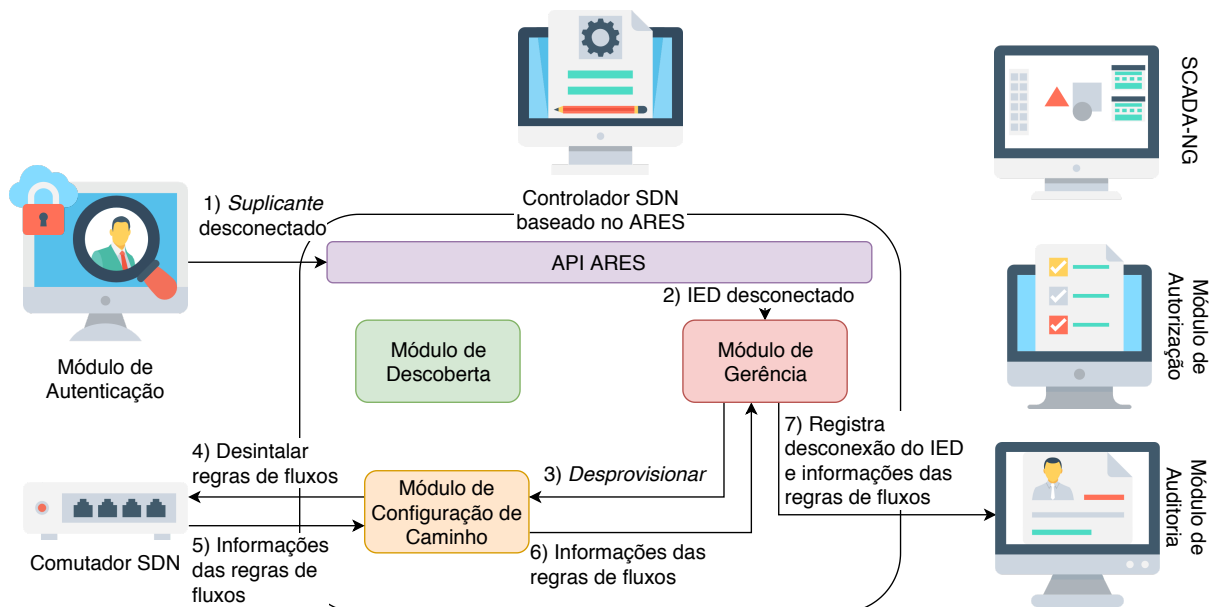 Controlador SDN
baseado no ARES
SCADA-NG
1) Suplicante
desconectado
API ARES
2) IED desconectado
Módulo de
Autenticação
Módulo de
Descoberta
Módulo de
Gerência
Módulo de
Autorização
4) Desintalar
regras de fluxos
3) Desprovisionar
7) Registra
desconexão do IED
e informações das
regras de fluxos
Módulo de
Configuração de
Caminho
Comutador SDN
5) Informações
das regras de
fluxos
6) Informações das
regras de fluxos
Módulo de
Auditoria